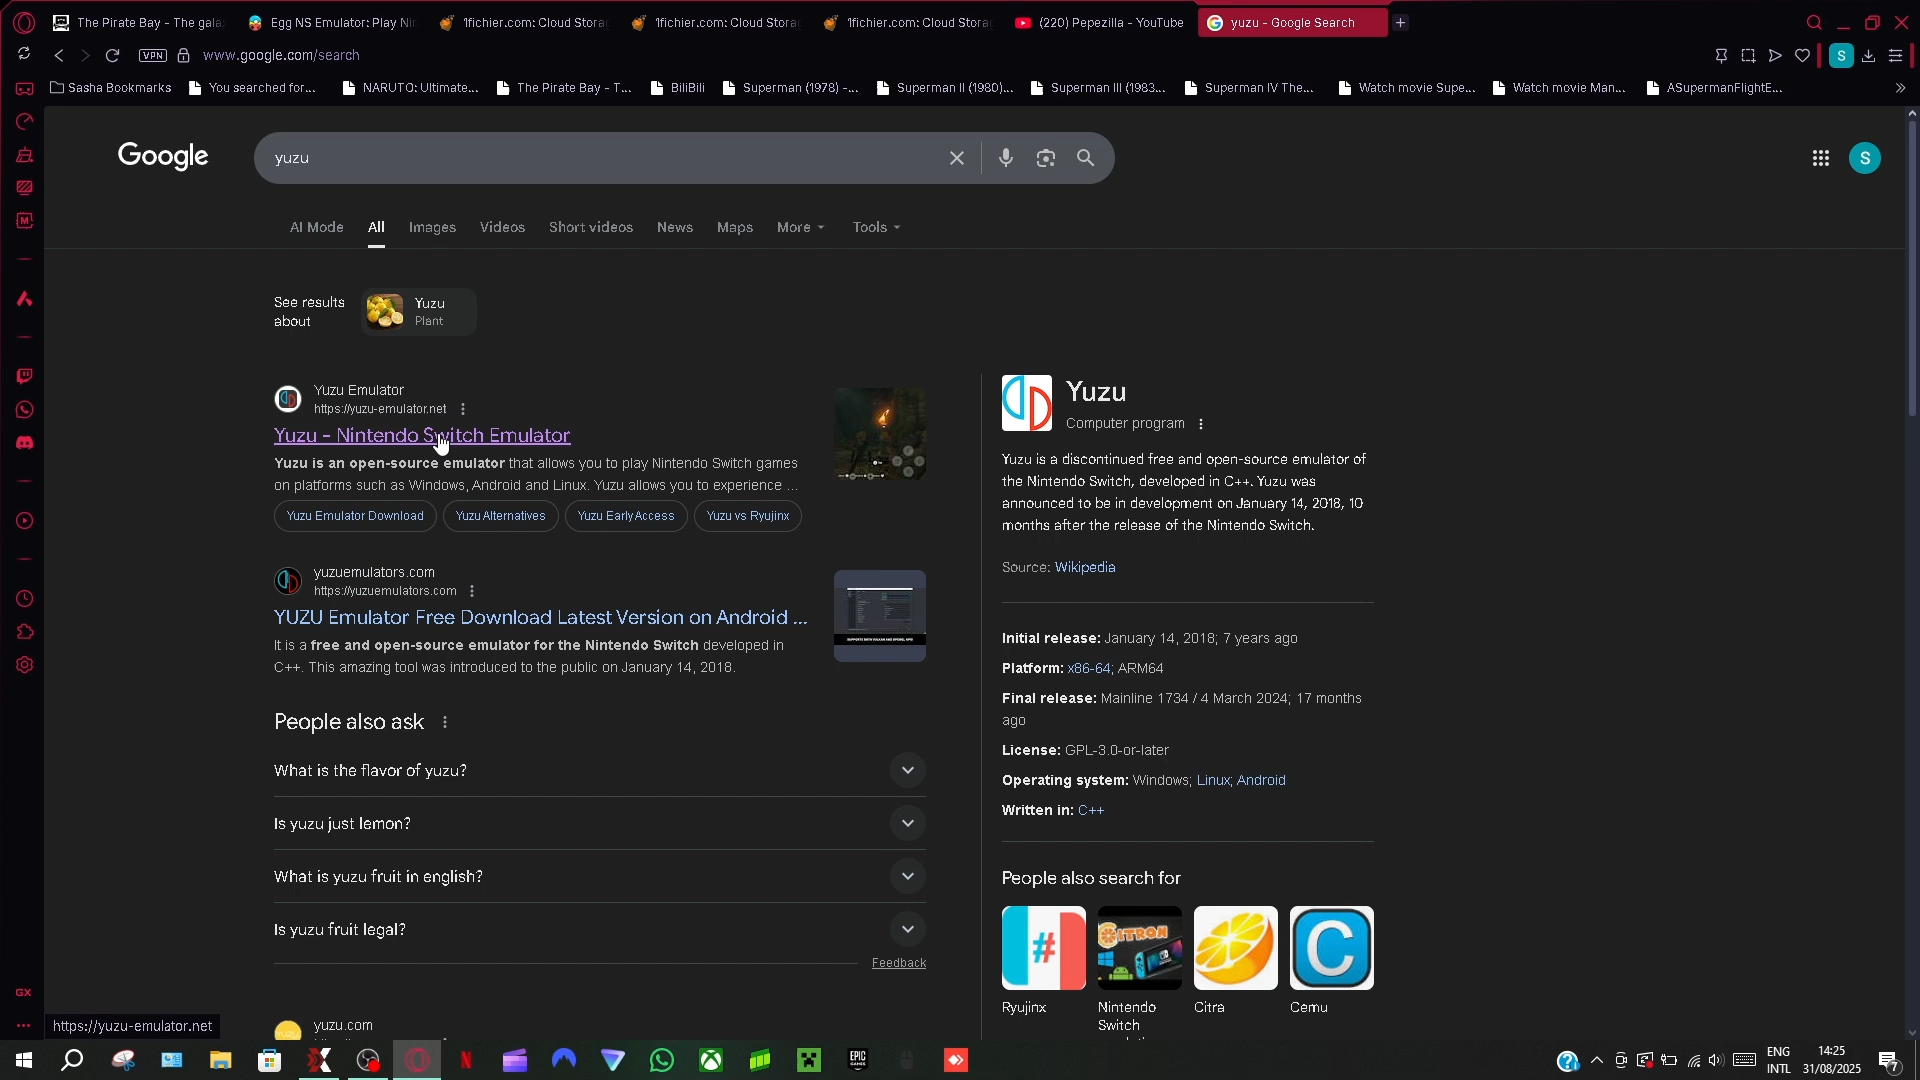 The Pirate Bay - The gala
Egg NS Emulator: Play Nin
1fichier.com: Cloud Stora
1fichier.com: Cloud Stora
1fichier.com: Cloud Stora
(220) Pepezilla - YouTube
yuzu - Google Search
VPN
www.google.com/search
S
Sasha Bookmarks
You searched for...
NARUTO: Ultimate...
The Pirate Bay - T...
BiliBili
Superman (1978) -...
Superman II (1980)...
Superman III (1983...
Superman IV The...
Watch movie Supe...
Watch movie Man...
ASupermanFlightE...
Google
yuzu
S
AI Mode
All
Images
Videos
Short videos
News
Maps
More
Tools
See results
about
Yuzu
Plant
Yuzu Emulator
https://yuzu-emulator.net
Yuzu - Nintendo Switch Emulator
Yuzu is an open-source emulator that allows you to play Nintendo Switch games
on platforms such as Windows, Android and Linux. Yuzu allows you to experience ...
Yuzu Emulator Download
Yuzu Alternatives
Yuzu Early Access
Yuzu vs Ryujinx
yuzuemulators.com
https://yuzuemulators.com
YUZU Emulator Free Download Latest Version on Android ...
It is a free and open-source emulator for the Nintendo Switch developed in
C++. This amazing tool was introduced to the public on January 14, 2018.
People also ask
What is the flavor of yuzu?
Is yuzu just lemon?
What is yuzu fruit in english?
Is yuzu fruit legal?
Feedback
yuzu.com
Yuzu
Computer program
Yuzu is a discontinued free and open-source emulator of
the Nintendo Switch, developed in C++. Yuzu was
announced to be in development on January 14, 2018, 10
months after the release of the Nintendo Switch.
Source: Wikipedia
Initial release: January 14, 2018; 7 years ago
Platform: x86-64; ARM64
Final release: Mainline 1734 / 4 March 2024; 17 months
ago
License: GPL-3.0-or-later
Operating system: Windows; Linux; Android
Written in: C++
People also search for
CITRON
Ryujinx
Nintendo
Switch
Citra
Cemu
GX
https://yuzu-emulator.net
EPIC
GAMES
ENG
INTL
14:25
31/08/2025
7